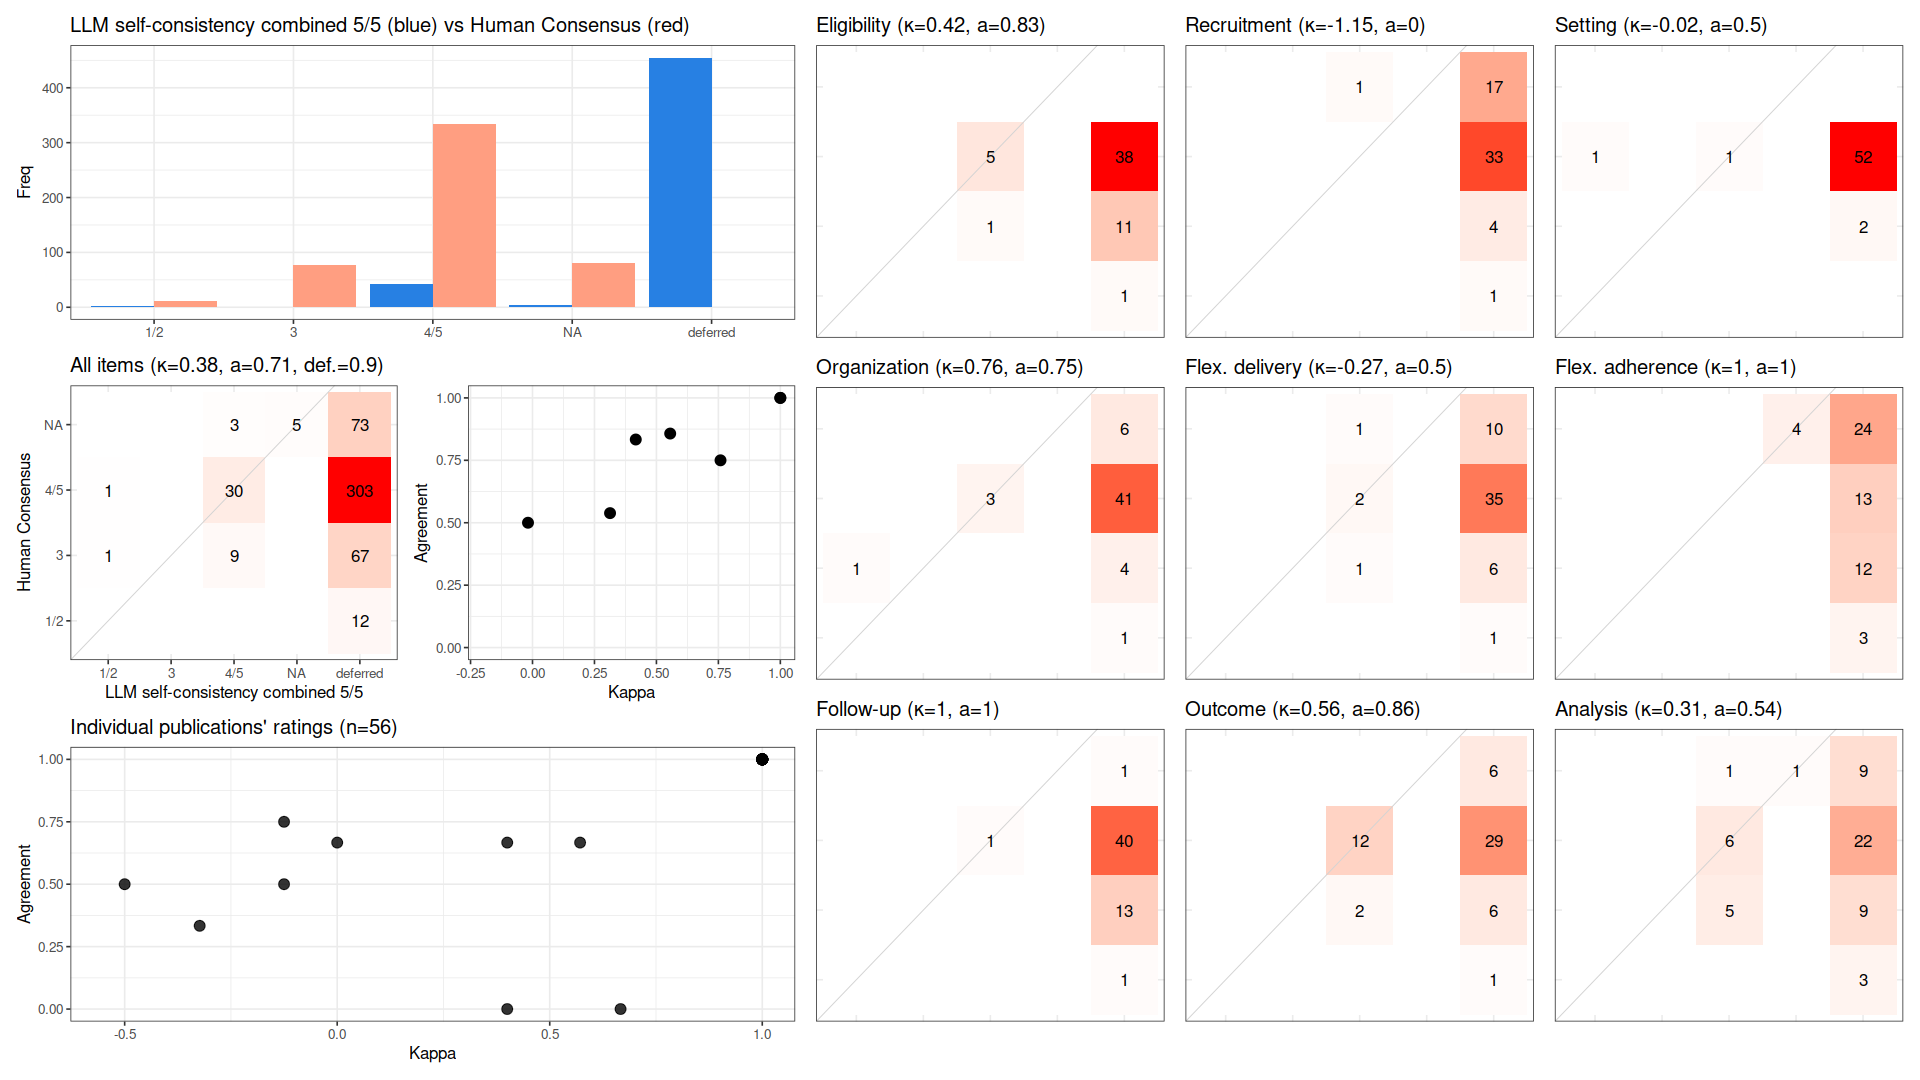 LLM self-consistency combined 5/5 (blue) vs Human Consensus (red)
Freq
400
300
200
100
0
1/2 3 4/5 NA deferred
All items (κ=0.38, a=0.71, def.=0.9)
Human Consensus
NA 3 5 73
4/5 1 30 303
3 1 9 67
1/2 12
1/2 3 4/5 NA deferred
LLM self-consistency combined 5/5
Agreement
1.00
0.75
0.50
0.25
0.00
-0.25 0.00 0.25 0.50 0.75 1.00
Kappa
Individual publications' ratings (n=56)
Agreement
1.00
0.75
0.50
0.25
0.00
-0.5 0.0 0.5 1.0
Kappa
Eligibility (κ=0.42, a=0.83)
5 38
1 11
1
Recruitment (κ=-1.15, a=0)
1 17
33
4
1
Setting (κ=-0.02, a=0.5)
1 1 52
2
Organization (κ=0.76, a=0.75)
6
3 41
1 4
1
Flex. delivery (κ=-0.27, a=0.5)
1 10
2 35
1 6
1
Flex. adherence (κ=1, a=1)
4 24
13
12
3
Follow-up (κ=1, a=1)
1
1 40
13
1
Outcome (κ=0.56, a=0.86)
6
12 29
2 6
1
Analysis (κ=0.31, a=0.54)
1 1 9
6 22
5 9
3